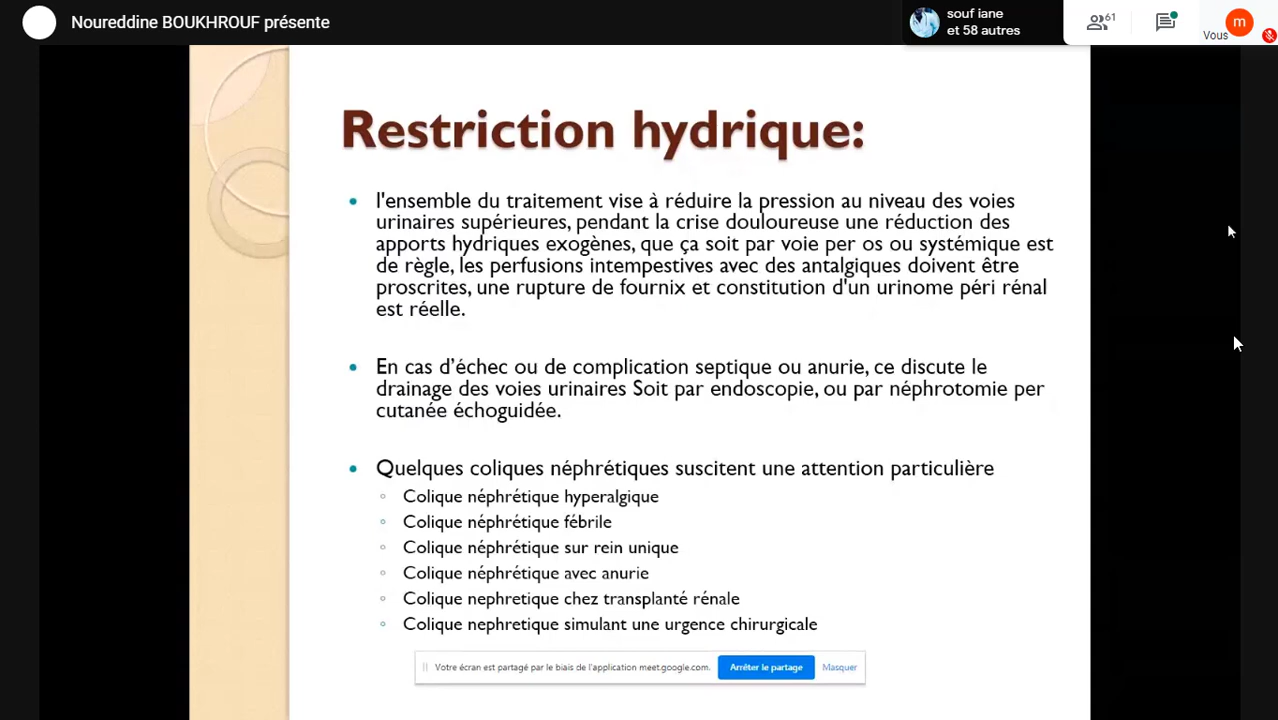 Noureddine BOUKHROUF présente
souf iane
et 58 autres
61
m
Vous
Restriction hydrique:
l'ensemble du traitement vise à réduire la pression au niveau des voies
urinaires supérieures, pendant la crise douloureuse une réduction des
apports hydriques exogènes, que ça soit par voie per os ou systémique est
de règle, les perfusions intempestives avec des antalgiques doivent être
proscrites, une rupture de fournix et constitution d'un urinome péri rénal
est réelle.
En cas d’échec ou de complication septique ou anurie, ce discute le
drainage des voies urinaires Soit par endoscopie, ou par néphrotomie per
cutanée échoguidée.
Quelques coliques néphrétiques suscitent une attention particulière
Colique néphrétique hyperalgique
Colique néphrétique fébrile
Colique néphrétique sur rein unique
Colique néphrétique avec anurie
Colique nephretique chez transplanté rénale
Colique nephretique simulant une urgence chirurgicale
Votre écran est partagé par le biais de l'application meet.google.com.
Arrêter le partage
Masquer